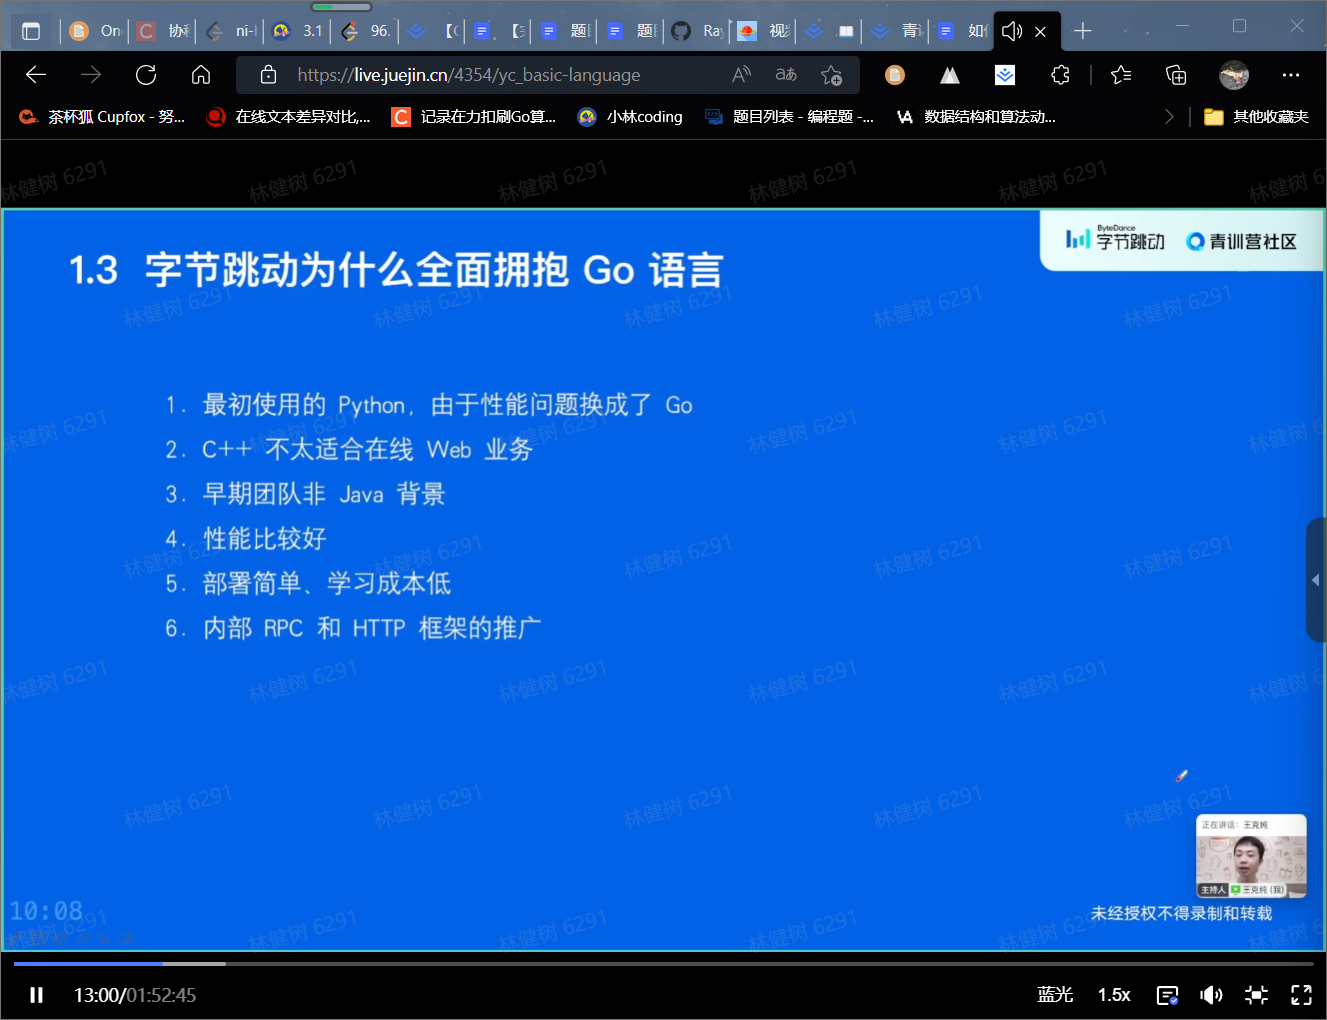 On
协程
ni-l
3.1
96.
【G
【实
题目
题目
Ray
视频
青训
如何
https://live.juejin.cn/4354/yc_basic-language
茶杯狐 Cupfox - 努...
在线文本差异对比,...
记录在力扣刷Go算...
小林coding
题目列表 - 编程题 -...
数据结构和算法动...
其他收藏夹
ByteDance
字节跳动
青训营社区
1.3 字节跳动为什么全面拥抱 Go 语言
1. 最初使用的 Python，由于性能问题换成了 Go
2. C++ 不太适合在线 Web 业务
3. 早期团队非 Java 背景
4. 性能比较好
5. 部署简单、学习成本低
6. 内部 RPC 和 HTTP 框架的推广
林健树 6291
正在讲话: 王克纯
主持人 王克纯 (我)
10:08
未经授权不得录制和转载
13:00/01:52:45
蓝光
1.5x